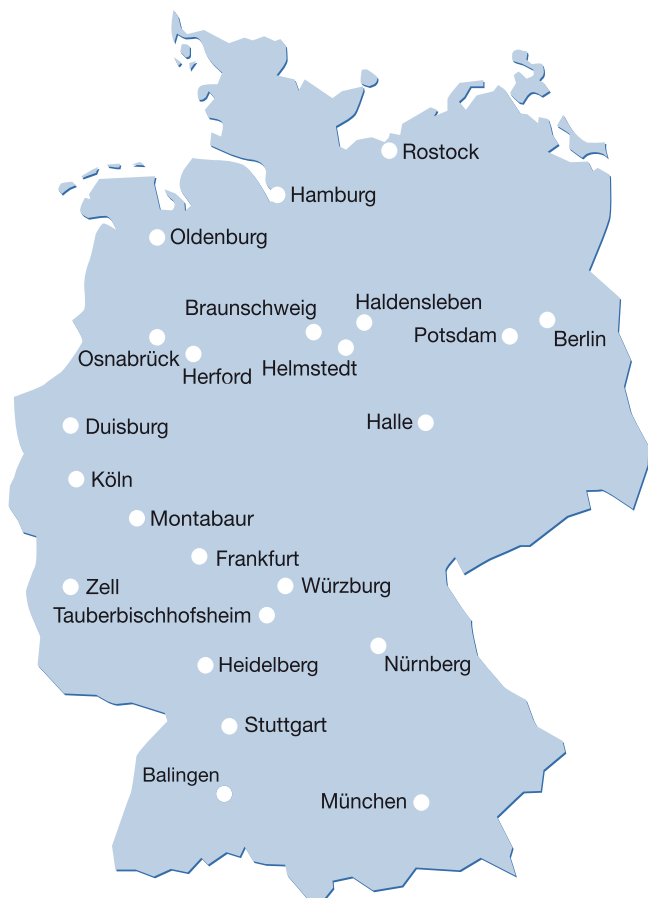 Rostock
Hamburg
Oldenburg
Haldensleben
Braunschweig
Potsdam
Berlin
Osnabrück
Helmstedt
Herford
Halle
Duisburg
Köln
Montabaur
Frankfurt
Zell
Würzburg
Tauberbischhofsheim
Nürnberg
Heidelberg
Stuttgart
Balingen
München